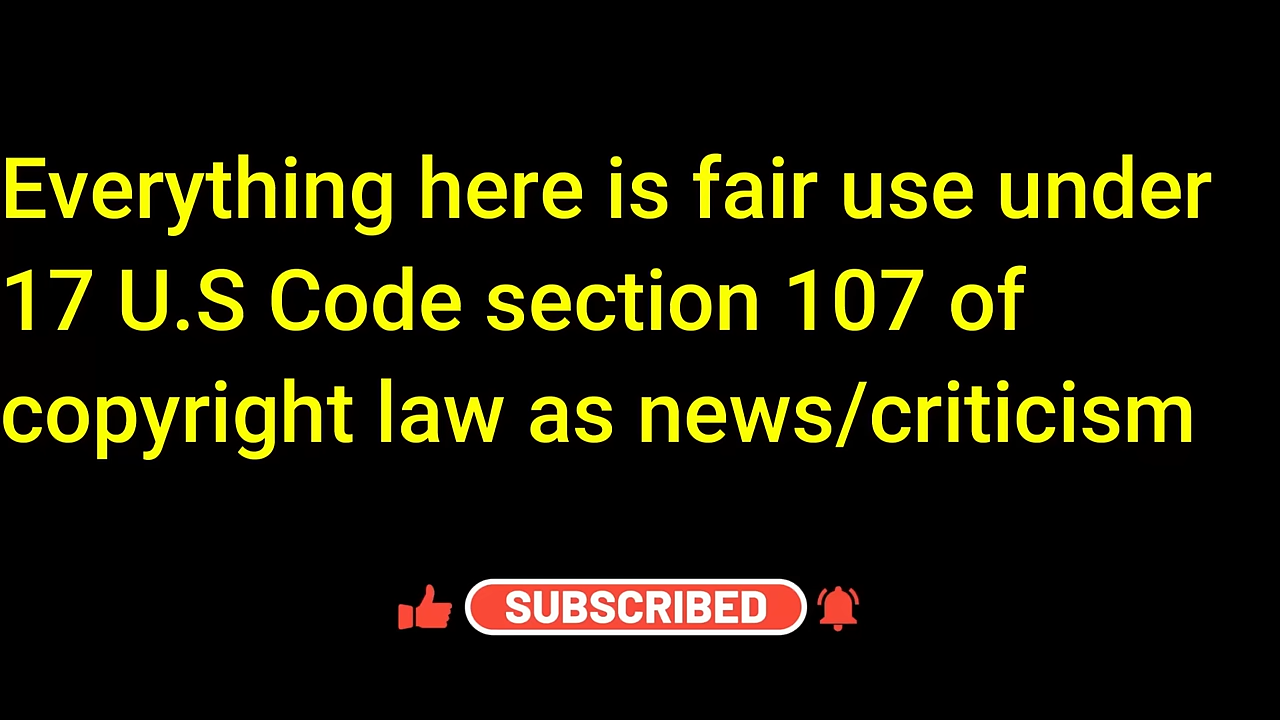 Everything here is fair use under
17 U.S Code section 107 of
copyright law as news/criticism
SUBSCRIBED